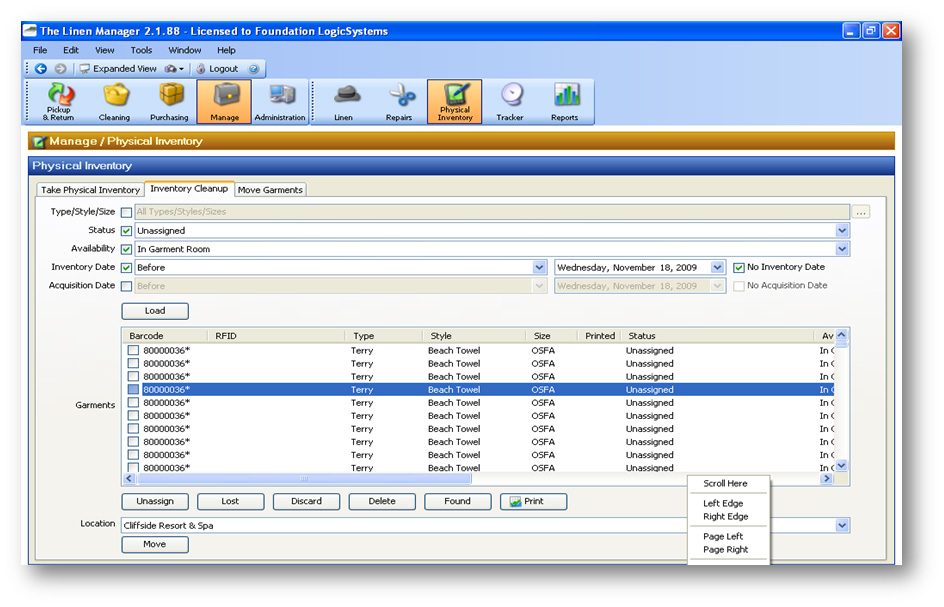 The Linen Manager 2.1.88 - Licensed to Foundation LogicSystems
File Edit View Tools Window Help
Expanded View Logout
Pickup & Return Cleaning Purchasing Manage Administration Linen Repairs Physical Inventory Tracker Reports
Manage / Physical Inventory
Physical Inventory
Take Physical Inventory Inventory Cleanup Move Garments
Type/Style/Size All Types/Styles/Sizes ...
Status Unassigned
Availability In Garment Room
Inventory Date Before Wednesday, November 18, 2009 No Inventory Date
Acquisition Date Before Wednesday, November 18, 2009 No Acquisition Date
Load
Barcode RFID Type Style Size Printed Status Av
80000036* Terry Beach Towel OSFA Unassigned In G
80000036* Terry Beach Towel OSFA Unassigned In G
80000036* Terry Beach Towel OSFA Unassigned In G
80000036* Terry Beach Towel OSFA Unassigned In G
Garments 80000036* Terry Beach Towel OSFA Unassigned In G
80000036* Terry Beach Towel OSFA Unassigned In G
80000036* Terry Beach Towel OSFA Unassigned In G
80000036* Terry Beach Towel OSFA Unassigned In G
80000036* Terry Beach Towel OSFA Unassigned In G
80000036* Terry Beach Towel OSFA Unassigned In G
Unassign Lost Discard Delete Found Print
Location Cliffside Resort & Spa
Move
Scroll Here
Left Edge
Right Edge
Page Left
Page Right